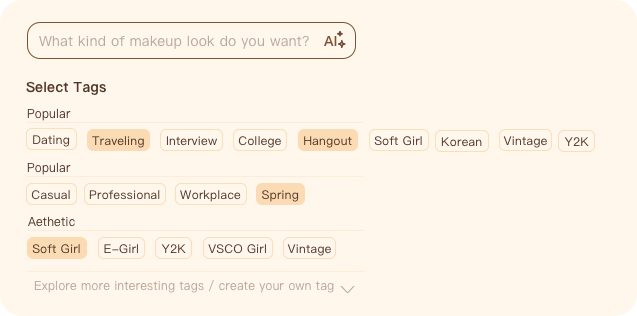 What kind of makeup look do you want? AI
Select Tags
Popular
Dating Traveling Interview College Hangout Soft Girl Korean Vintage Y2K
Popular
Casual Professional Workplace Spring
Aethetic
Soft Girl E-Girl Y2K VSCO Girl Vintage
Explore more interesting tags / create your own tag